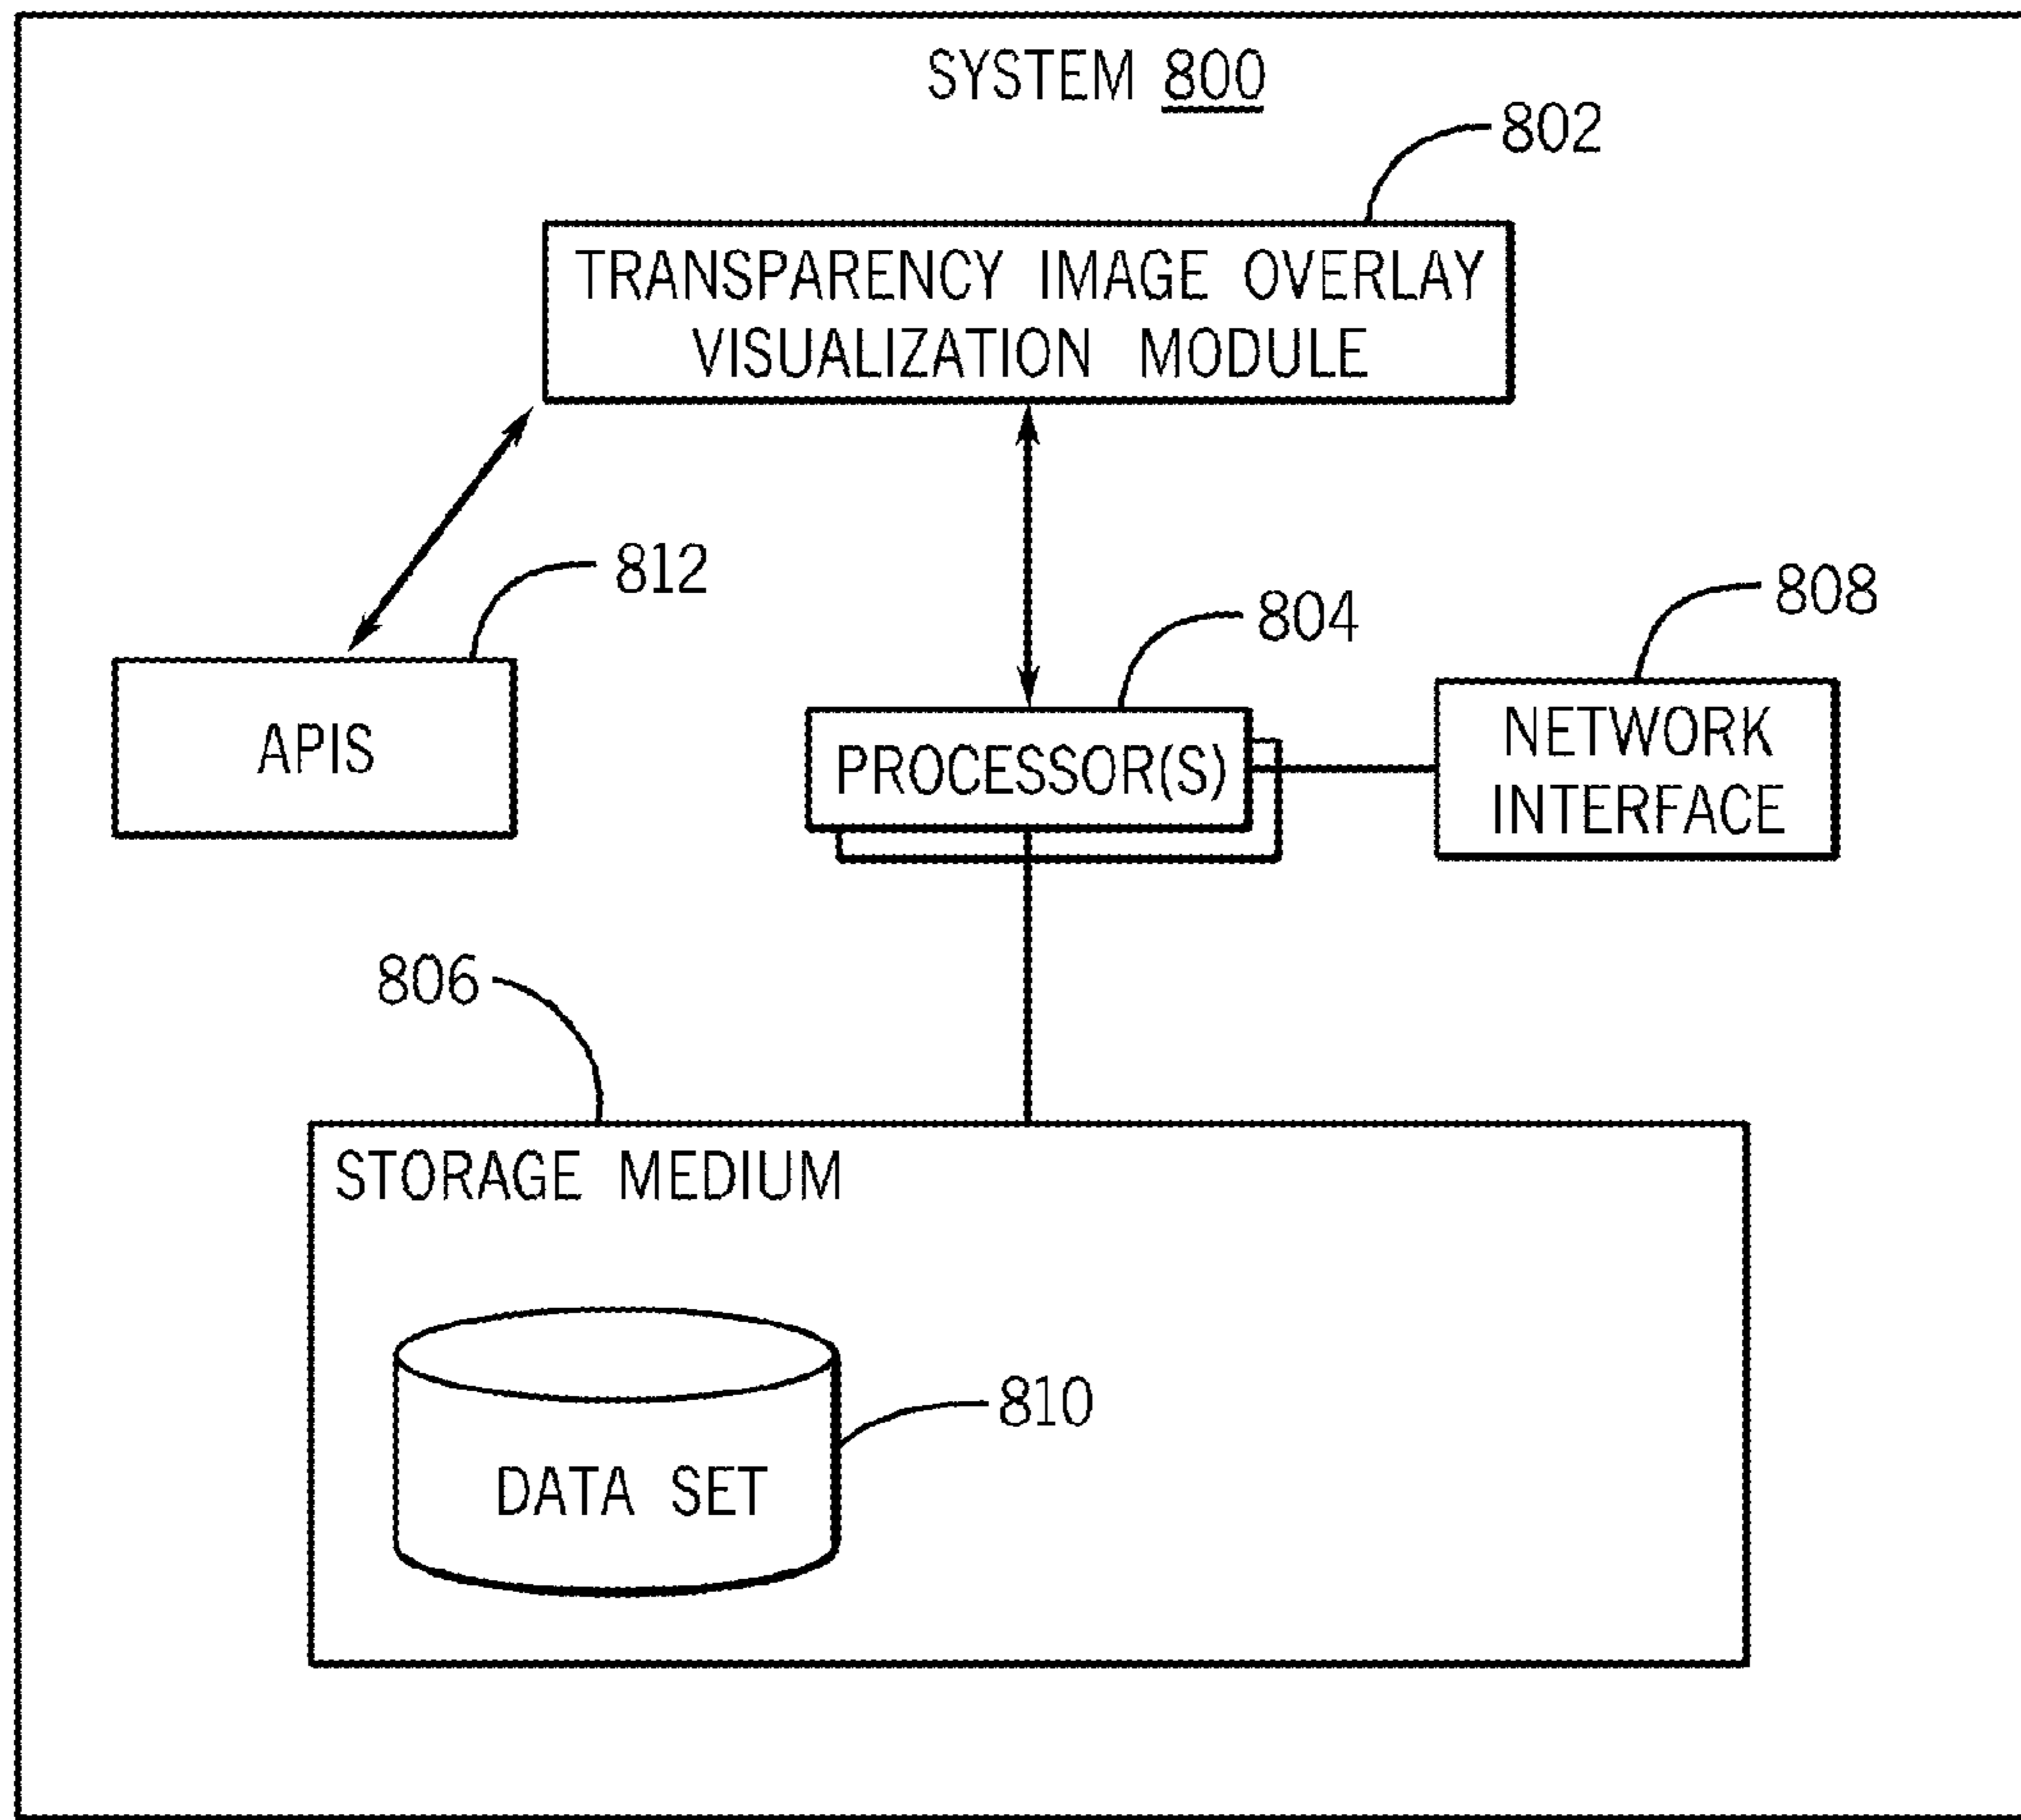 SYSTEM 800
802
TRANSPARENCY IMAGE OVERLAY
VISUALIZATION MODULE
812
804
808
APIS
PROCESSOR(S)
NETWORK
INTERFACE
806
STORAGE MEDIUM
810
DATA SET